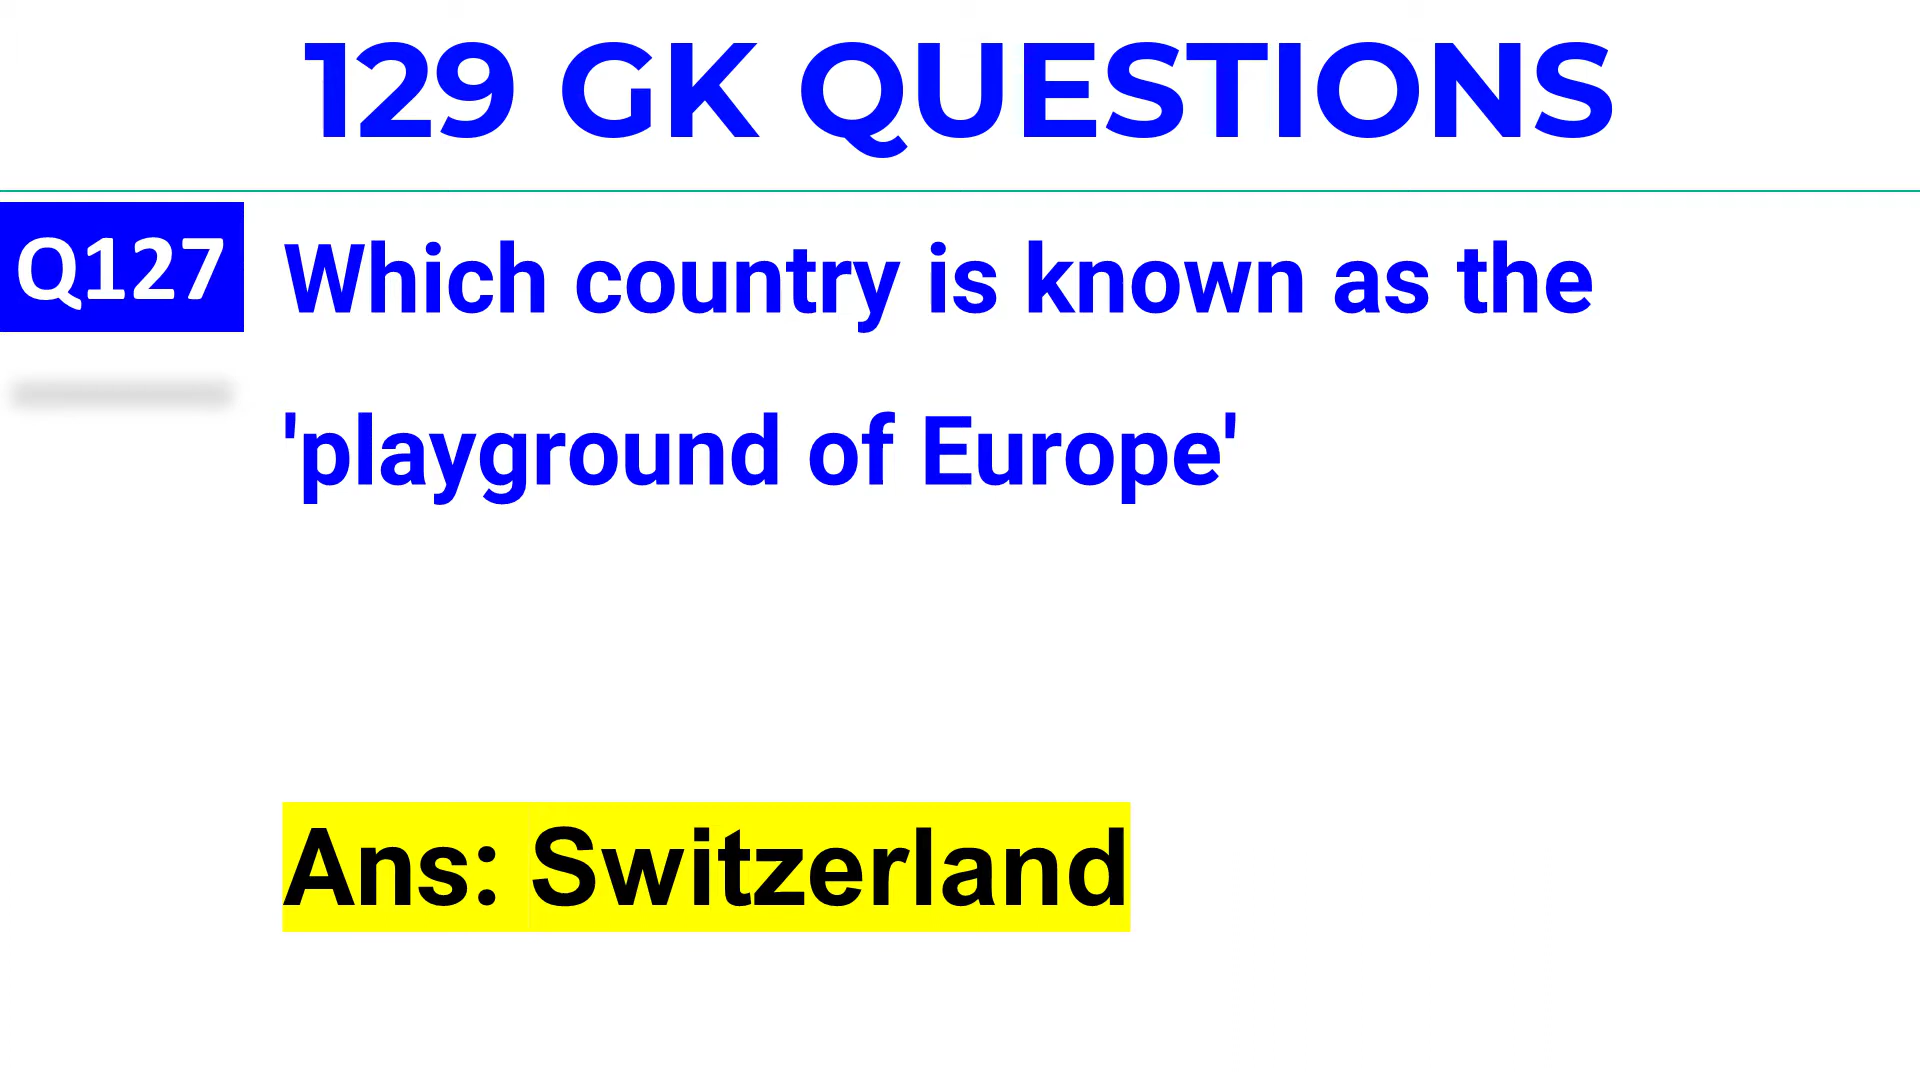 129 GK QUESTIONS
Q127
Which country is known as the
'playground of Europe'
Ans: Switzerland